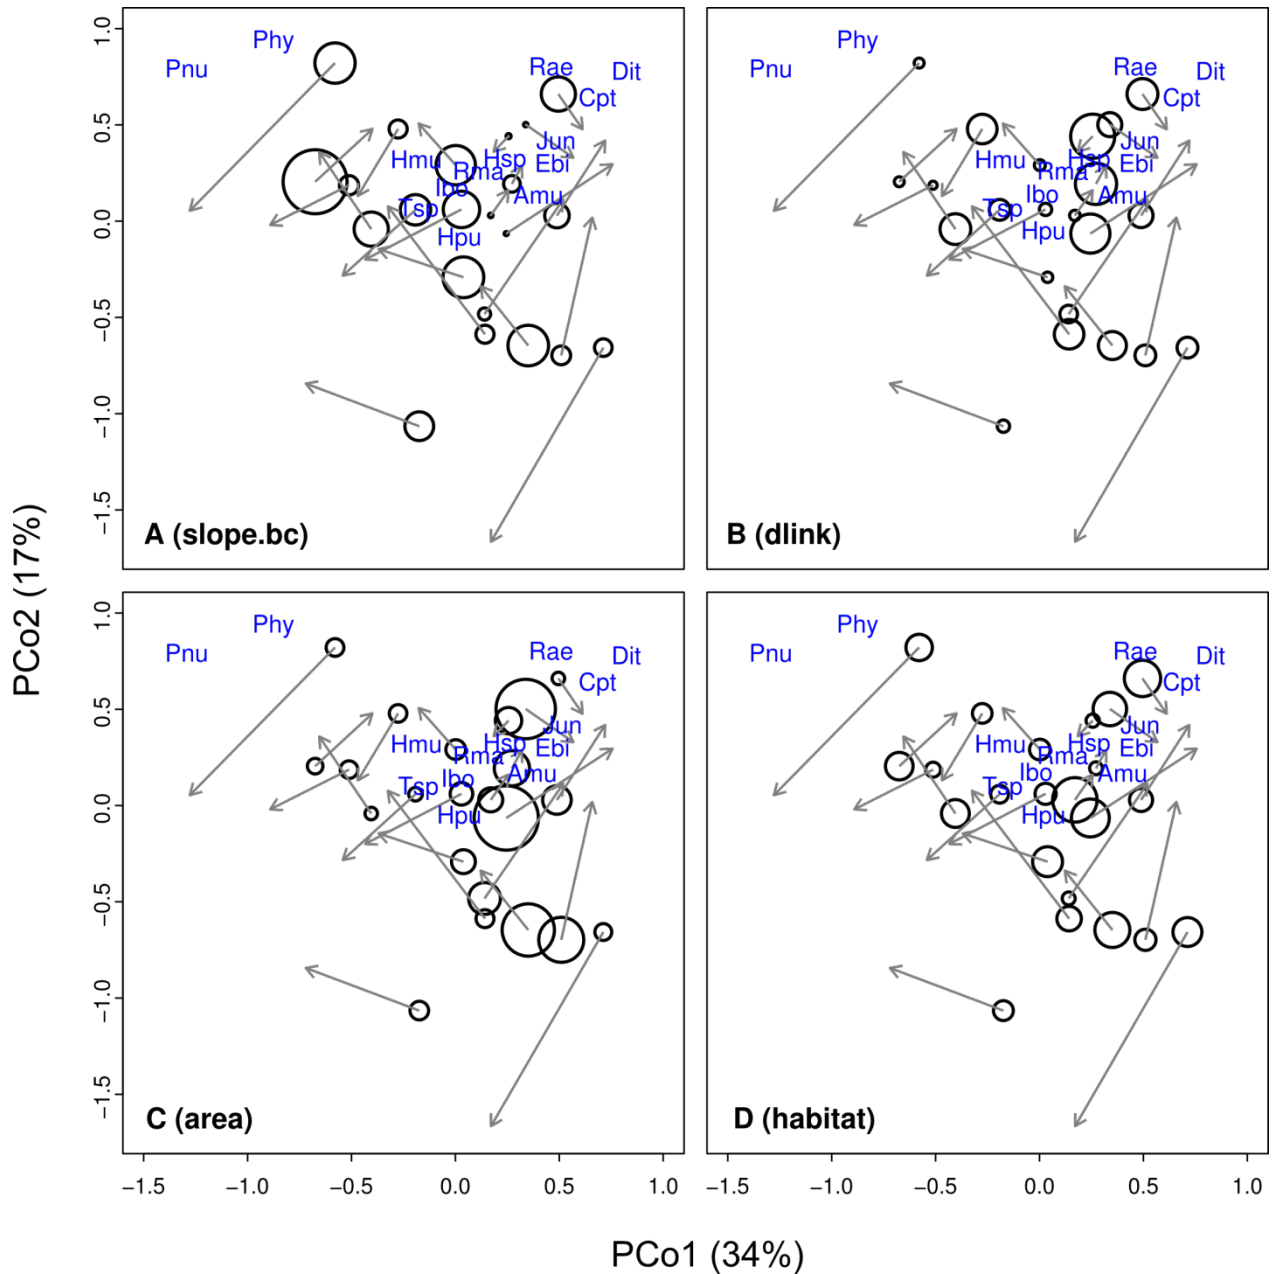 1.0
0.5
0.0
−0.5
−1.0
−1.5
Phy
Pnu
Rae
Dit
Cpt
Jun
Hmu
Hsp
Ebi
Rma
Ibo
Amu
Tsp
Hpu
A (slope.bc)
Phy
Pnu
Rae
Dit
Cpt
Jun
Hmu
Hsp
Ebi
Rma
Ibo
Amu
Tsp
Hpu
B (dlink)
PCo2 (17%)
1.0
0.5
0.0
−0.5
−1.0
−1.5
Phy
Pnu
Rae
Dit
Cpt
Jun
Hmu
Hsp
Ebi
Rma
Ibo
Amu
Tsp
Hpu
C (area)
−1.5 −1.0 −0.5 0.0 0.5 1.0
Phy
Pnu
Rae
Dit
Cpt
Jun
Hmu
Hsp
Ebi
Rma
Ibo
Amu
Tsp
Hpu
D (habitat)
−1.5 −1.0 −0.5 0.0 0.5 1.0
PCo1 (34%)